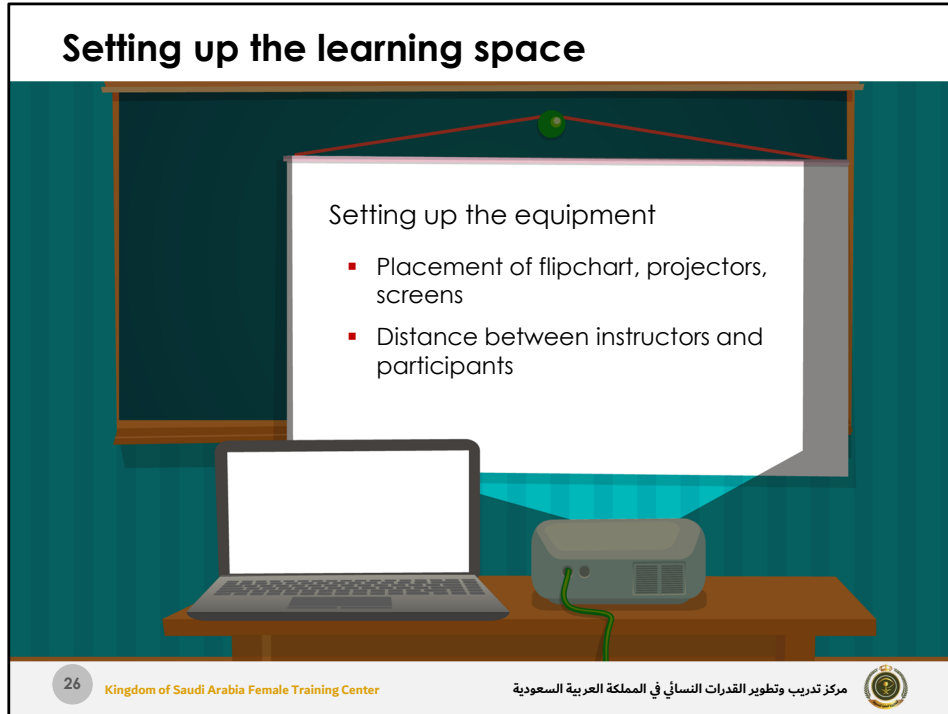 Setting up the learning space
Setting up the equipment
▪ Placement of flipchart, projectors,
screens
▪ Distance between instructors and
participants
26
Kingdom of Saudi Arabia Female Training Center
مركز تدريب وتطوير القدرات النسائي في المملكة العربية السعودية